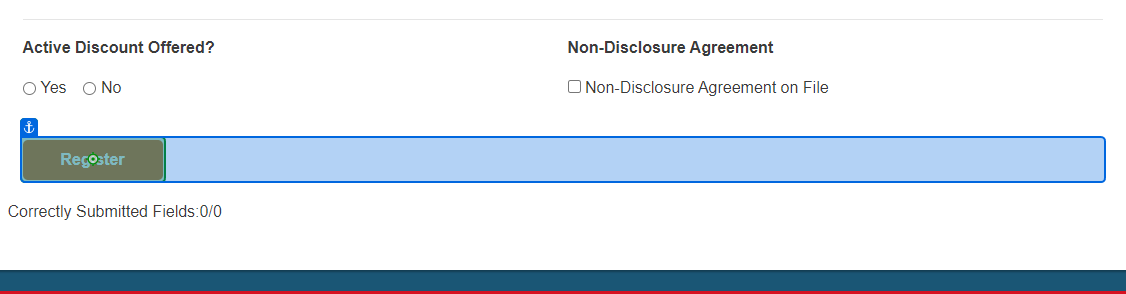 Active Discount Offered? Non-Disclosure Agreement
Yes No Non-Disclosure Agreement on File
Register
Correctly Submitted Fields:0/0